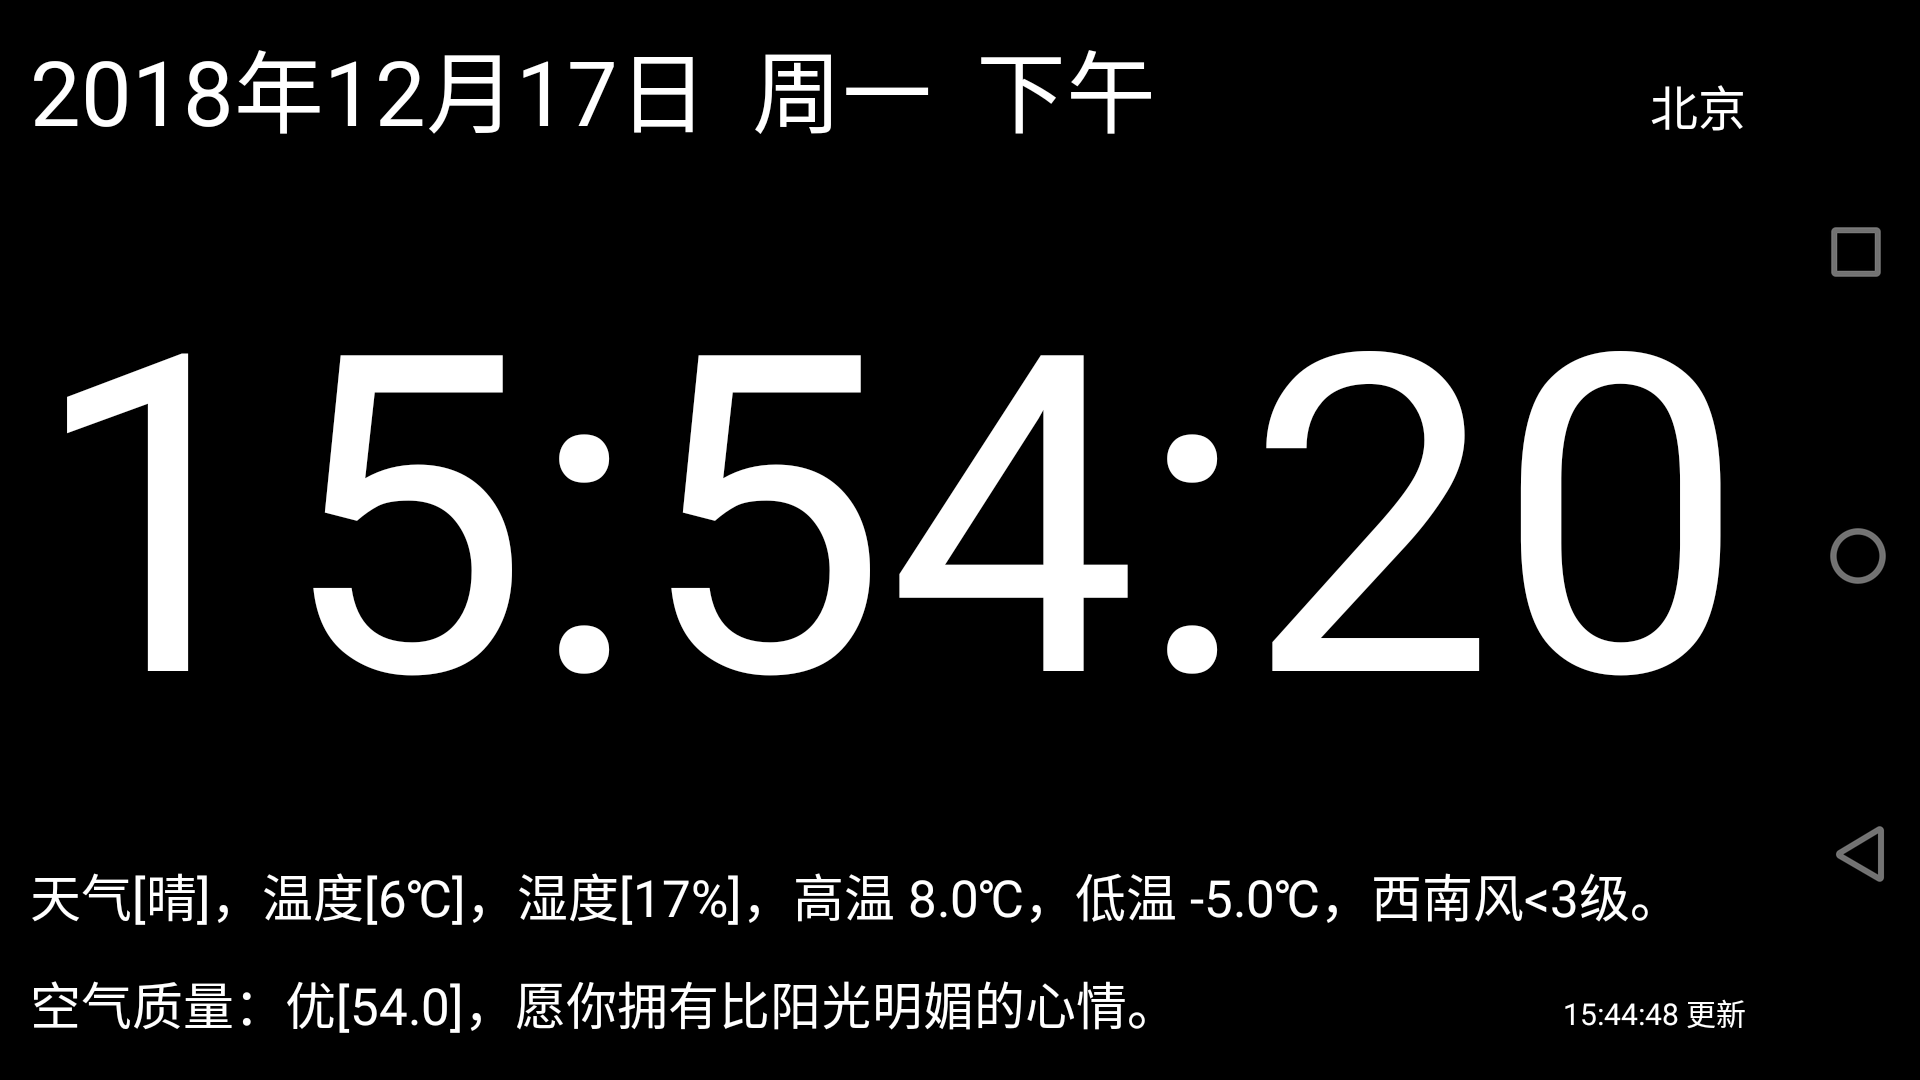 2018年12月17日 周一 下午
北京
15:54:20
天气[晴]，温度[6℃]，湿度[17%]，高温 8.0℃，低温 -5.0℃，西南风<3级。
空气质量：优[54.0]，愿你拥有比阳光明媚的心情。
15:44:48 更新